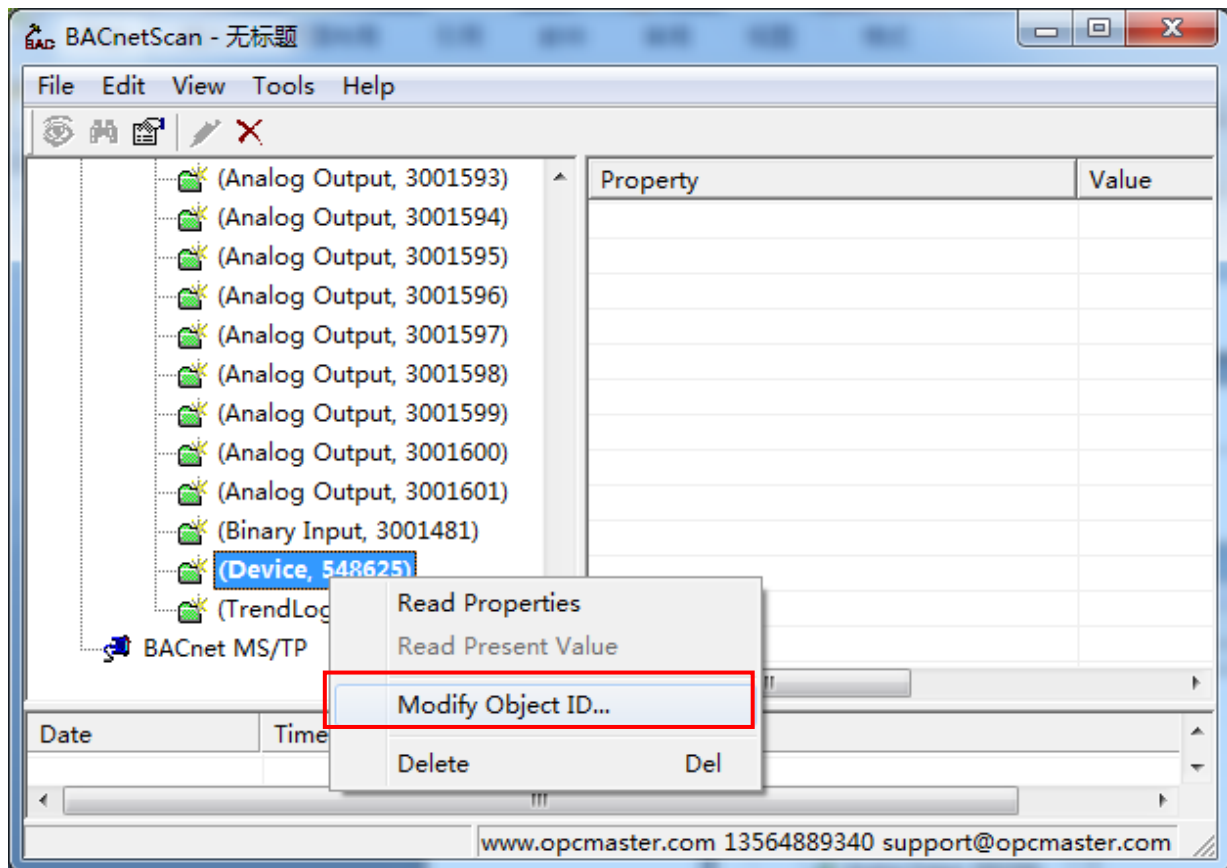 BAC BACnetScan - 无标题
File Edit View Tools Help
Property Value
(Analog Output, 3001593)
(Analog Output, 3001594)
(Analog Output, 3001595)
(Analog Output, 3001596)
(Analog Output, 3001597)
(Analog Output, 3001598)
(Analog Output, 3001599)
(Analog Output, 3001600)
(Analog Output, 3001601)
(Binary Input, 3001481)
(Device, 548625)
(TrendLog
BACnet MS/TP
Read Properties
Read Present Value
Modify Object ID...
Delete Del
Date Time
www.opcmaster.com 13564889340 support@opcmaster.com